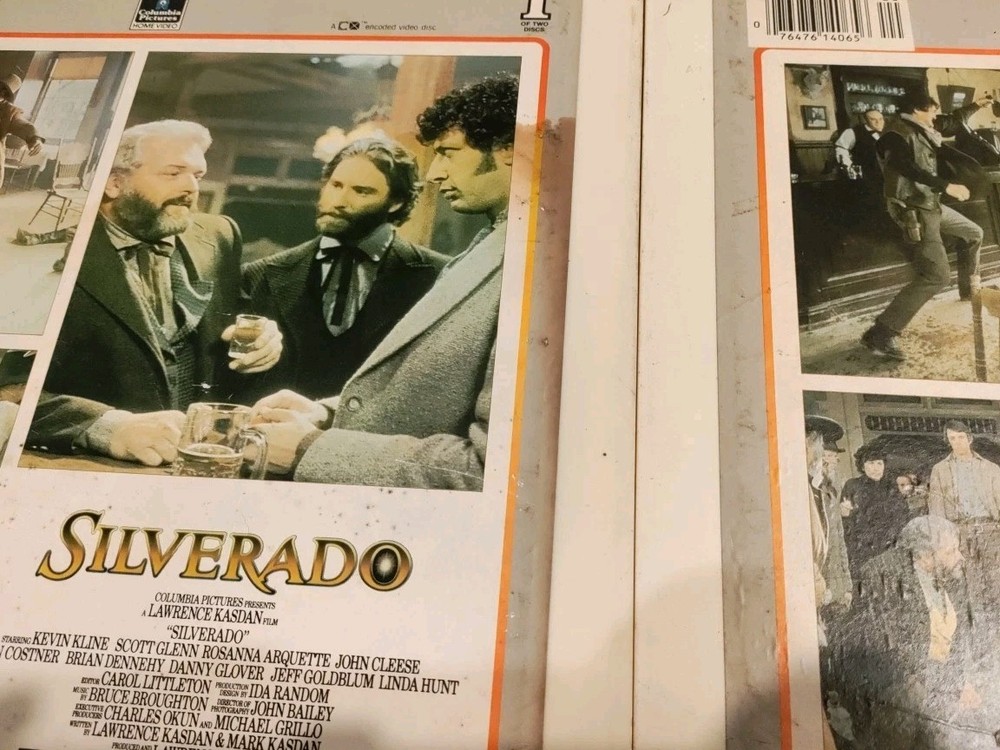 Columbia
Pictures
HOME VIDEO
A CX™ encoded video disc
1
OF TWO
DISCS
0 76476 14065
SILVERADO
COLUMBIA PICTURES PRESENTS
A LAWRENCE KASDAN FILM
"SILVERADO"
STARRING KEVIN KLINE SCOTT GLENN ROSANNA ARQUETTE JOHN CLEESE
N COSTNER BRIAN DENNEHY DANNY GLOVER JEFF GOLDBLUM LINDA HUNT
EDITOR CAROL LITTLETON PRODUCTION DESIGN BY IDA RANDOM
MUSIC BY BRUCE BROUGHTON DIRECTOR OF PHOTOGRAPHY JOHN BAILEY
EXECUTIVE PRODUCERS CHARLES OKUN AND MICHAEL GRILLO
WRITTEN BY LAWRENCE KASDAN & MARK KASDAN
PRODUCED AND